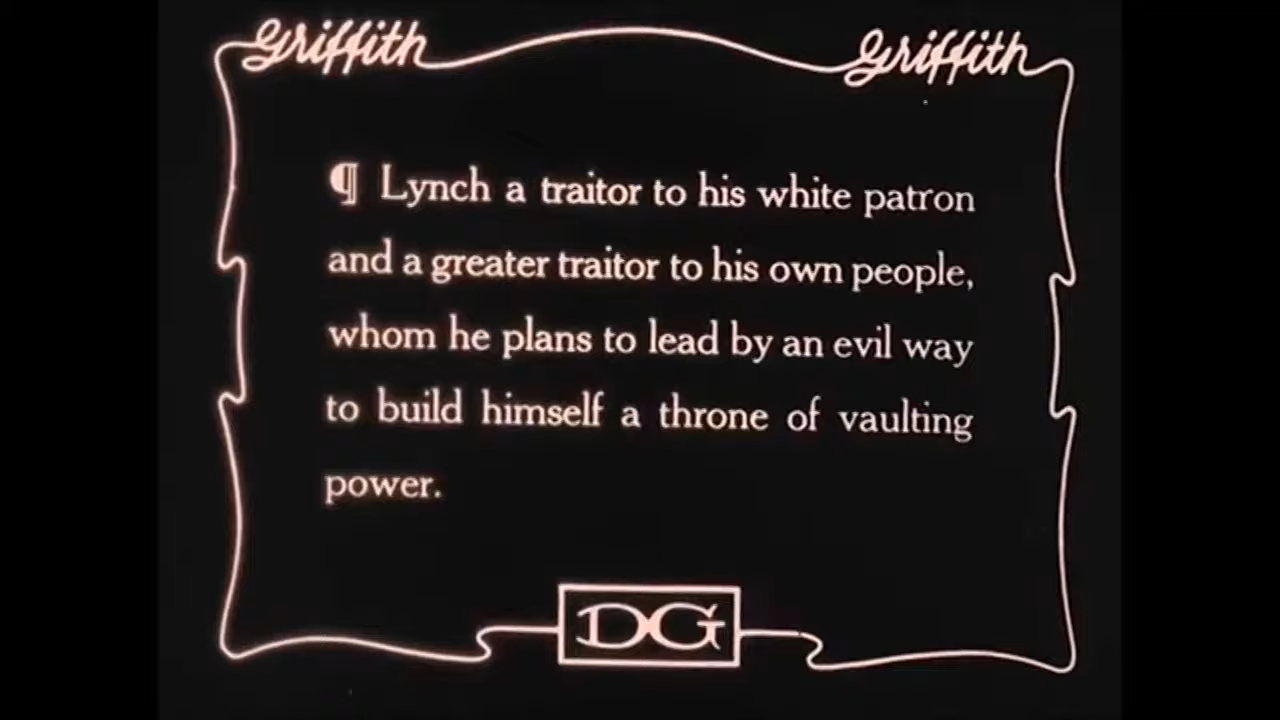 Griffith Griffith
¶ Lynch a traitor to his white patron
and a greater traitor to his own people,
whom he plans to lead by an evil way
to build himself a throne of vaulting
power.
DG